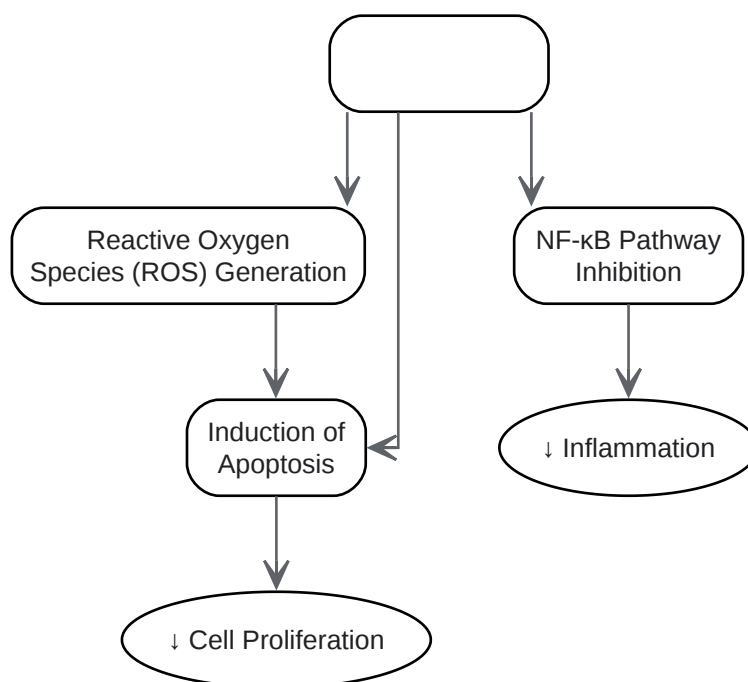 Reactive Oxygen
Species (ROS) Generation
NF-κB Pathway
Inhibition
Induction of
Apoptosis
↓ Inflammation
↓ Cell Proliferation